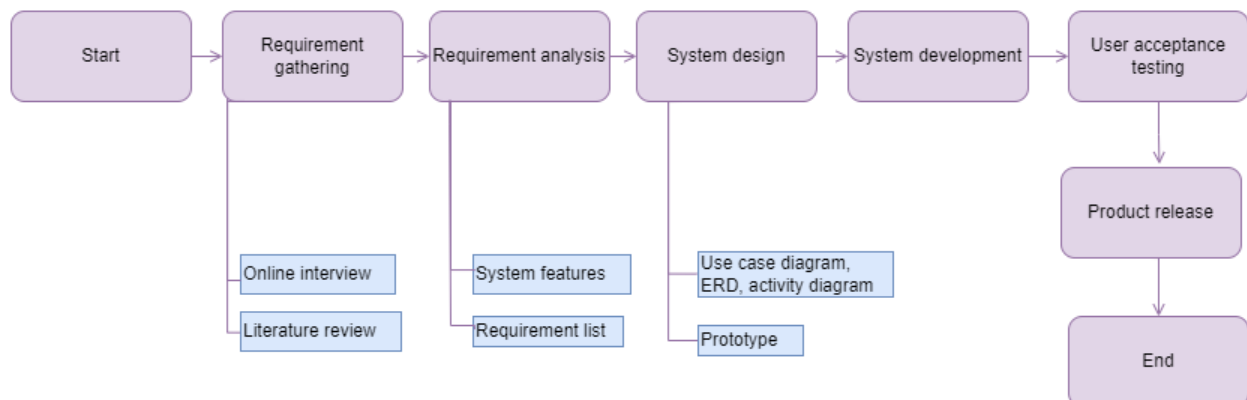 Start
Requirement
gathering
Requirement analysis
System design
System development
User acceptance
testing
Product release
End
Online interview
Literature review
System features
Requirement list
Use case diagram,
ERD, activity diagram
Prototype